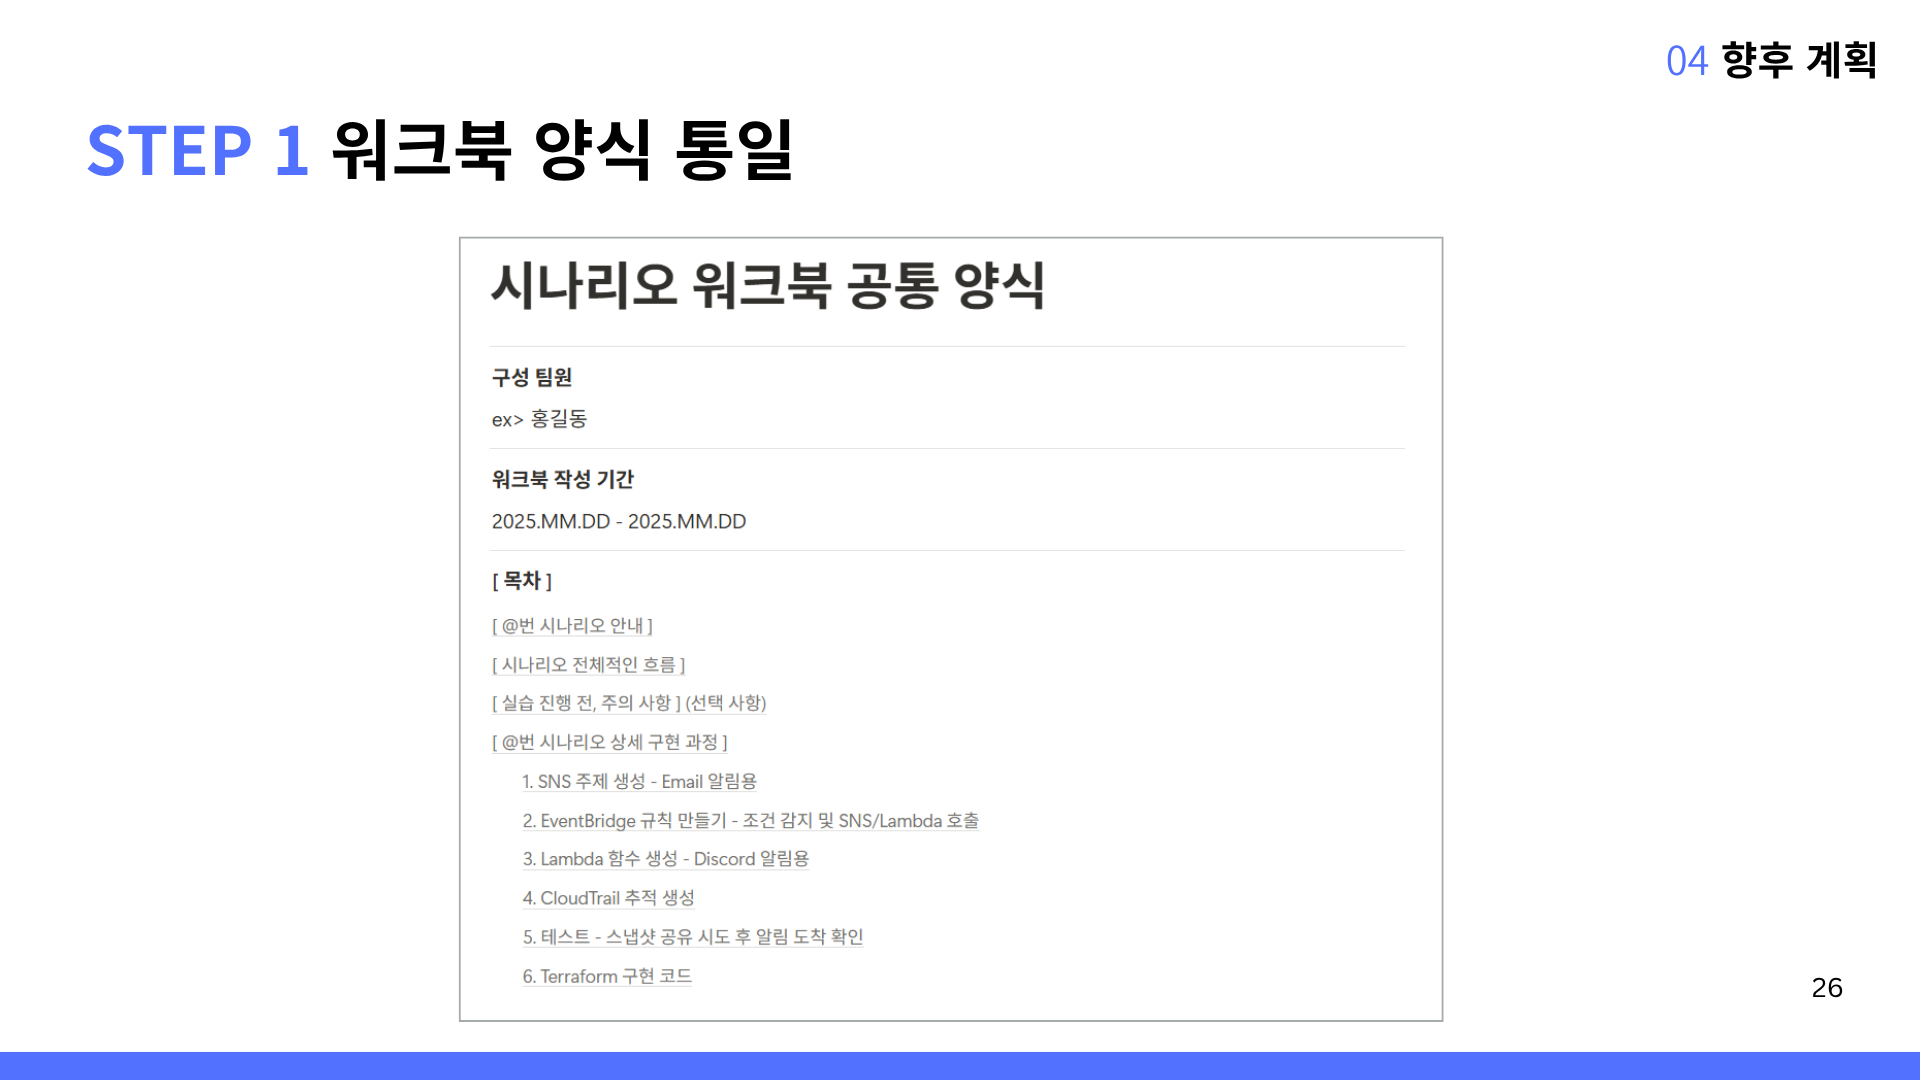 04 향후 계획
STEP 1 워크북 양식 통일
시나리오 워크북 공통 양식
구성 팀원
ex> 홍길동
워크북 작성 기간
2025.MM.DD - 2025.MM.DD
[ 목차 ]
[ @번 시나리오 안내 ]
[ 시나리오 전체적인 흐름 ]
[ 실습 진행 전, 주의 사항 ] (선택 사항)
[ @번 시나리오 상세 구현 과정 ]
1. SNS 주제 생성 - Email 알림용
2. EventBridge 규칙 만들기 - 조건 감지 및 SNS/Lambda 호출
3. Lambda 함수 생성 - Discord 알림용
4. CloudTrail 추적 생성
5. 테스트 - 스냅샷 공유 시도 후 알림 도착 확인
6. Terraform 구현 코드
26